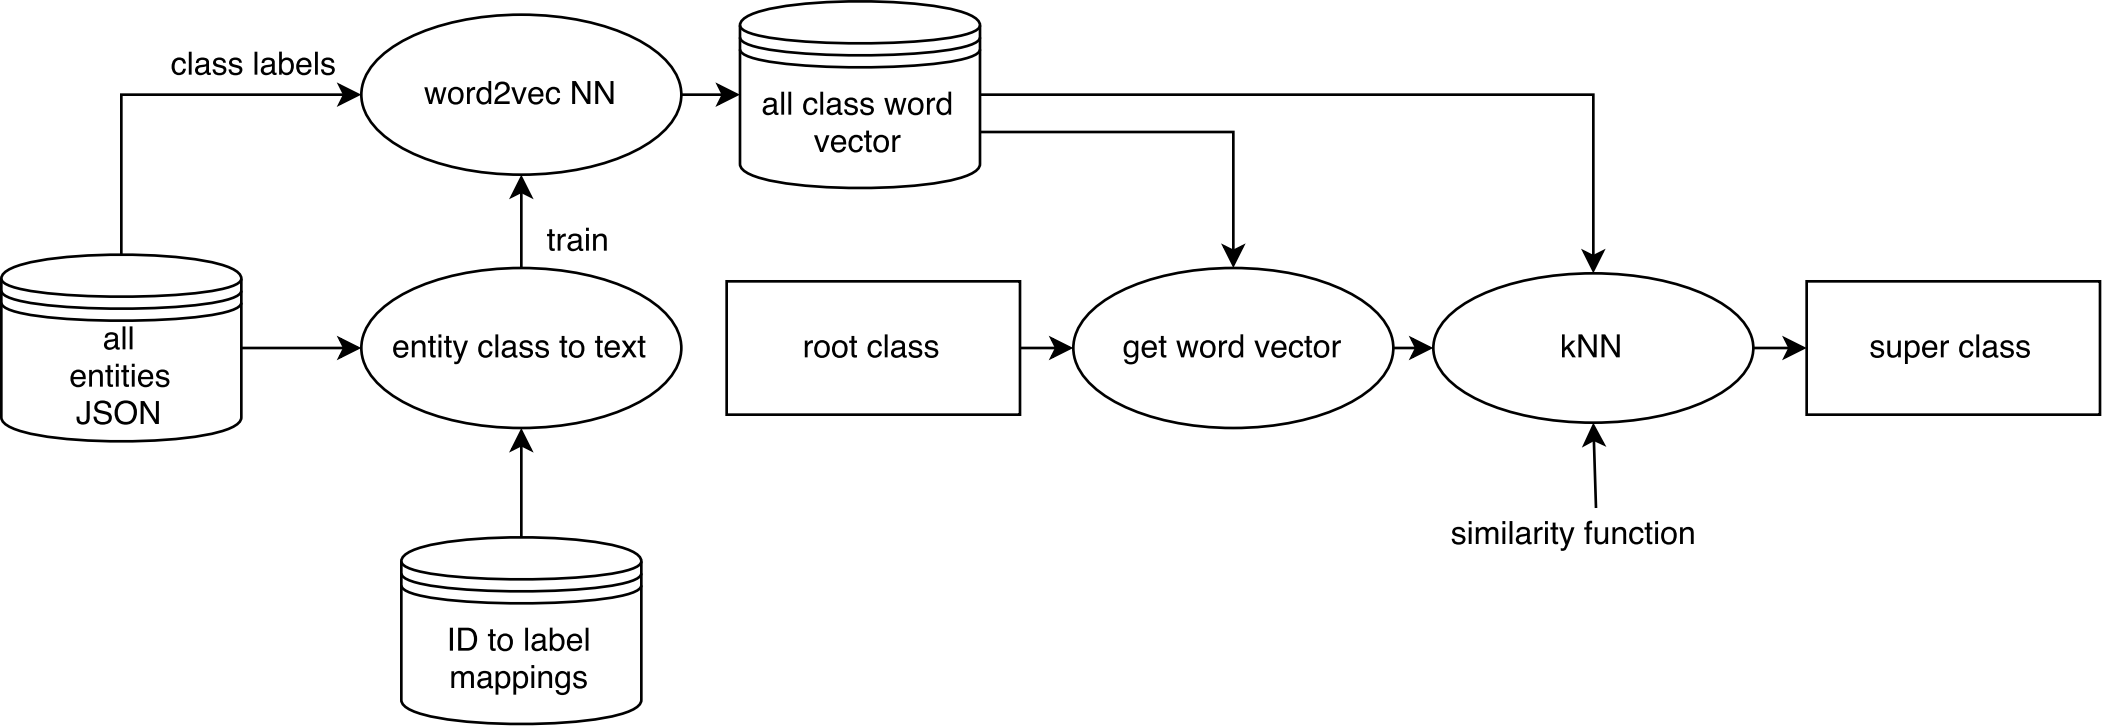 class labels
word2vec NN
all class word
vector
train
all
entities
JSON
entity class to text
root class
get word vector
kNN
super class
similarity function
ID to label
mappings